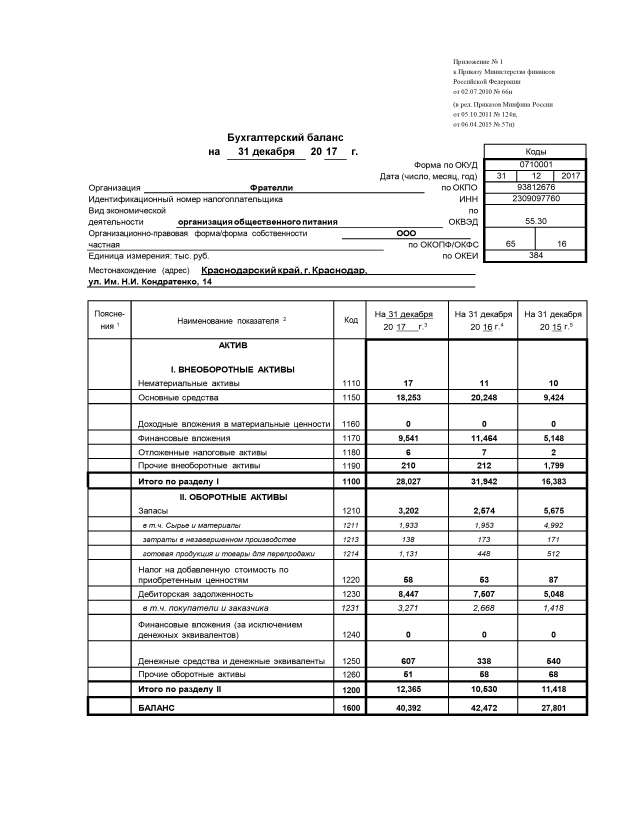 Приложение № 1
к Приказу Министерства финансов
Российской Федерации
от 02.07.2010 № 66н
(в ред. Приказов Минфина России
от 05.10.2011 № 124н,
от 06.04.2015 № 57н)
Бухгалтерский баланс
на 31 декабря 20 17 г.
Коды
Форма по ОКУД 0710001
Дата (число, месяц, год) 31 12 2017
Организация Фрателли по ОКПО 93812676
Идентификационный номер налогоплательщика ИНН 2309097760
Вид экономической по
деятельности организация общественного питания ОКВЭД 55.30
Организационно-правовая форма/форма собственности ООО
частная по ОКОПФ/ОКФС 65 16
Единица измерения: тыс. руб. по ОКЕИ 384
Местонахождение (адрес) Краснодарский край, г. Краснодар,
ул. Им. Н.И. Кондратенко, 14
Поясне- На 31 декабря На 31 декабря На 31 декабря
ния 1 Наименование показателя 2 Код 20 17 г.3 20 16 г.4 20 15 г.5
АКТИВ
I. ВНЕОБОРОТНЫЕ АКТИВЫ
Нематериальные активы 1110 17 11 10
Основные средства 1150 18,253 20,248 9,424
Доходные вложения в материальные ценности 1160 0 0 0
Финансовые вложения 1170 9,541 11,464 5,148
Отложенные налоговые активы 1180 6 7 2
Прочие внеоборотные активы 1190 210 212 1,799
Итого по разделу I 1100 28,027 31,942 16,383
II. ОБОРОТНЫЕ АКТИВЫ
Запасы 1210 3,202 2,574 5,675
в т.ч. Сырье и материалы 1211 1,933 1,953 4,992
затраты в незавершенном производстве 1213 138 173 171
готовая продукция и товары для перепродажи 1214 1,131 448 512
Налог на добавленную стоимость по
приобретенным ценностям 1220 58 53 87
Дебиторская задолженность 1230 8,447 7,507 5,048
в т.ч. покупатели и заказчика 1231 3,271 2,668 1,418
Финансовые вложения (за исключением
денежных эквивалентов) 1240 0 0 0
Денежные средства и денежные эквиваленты 1250 607 338 540
Прочие оборотные активы 1260 51 58 68
Итого по разделу II 1200 12,365 10,530 11,418
БАЛАНС 1600 40,392 42,472 27,801